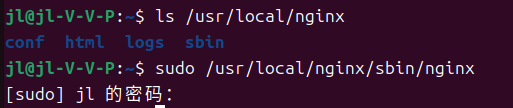 jl@jl-V-V-P:~$ ls /usr/local/nginx
conf html logs sbin
jl@jl-V-V-P:~$ sudo /usr/local/nginx/sbin/nginx
[sudo] jl 的密码：